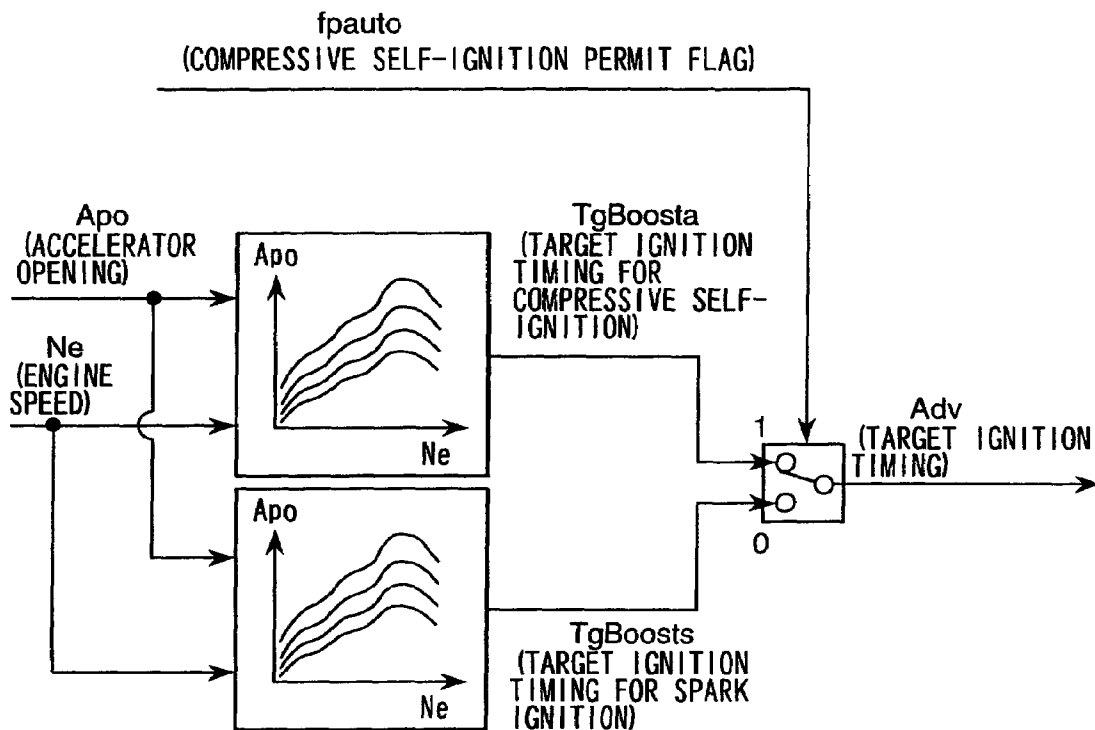 fpauto
(COMPRESSIVE SELF-IGNITION PERMIT FLAG)
Apo
(ACCELERATOR
OPENING)
Ne
(ENGINE
SPEED)
Apo
Ne
TgBoosta
(TARGET IGNITION
TIMING FOR
COMPRESSIVE SELF-
IGNITION)
1
0
Adv
(TARGET IGNITION
TIMING)
Apo
Ne
TgBoosts
(TARGET IGNITION
TIMING FOR SPARK
IGNITION)